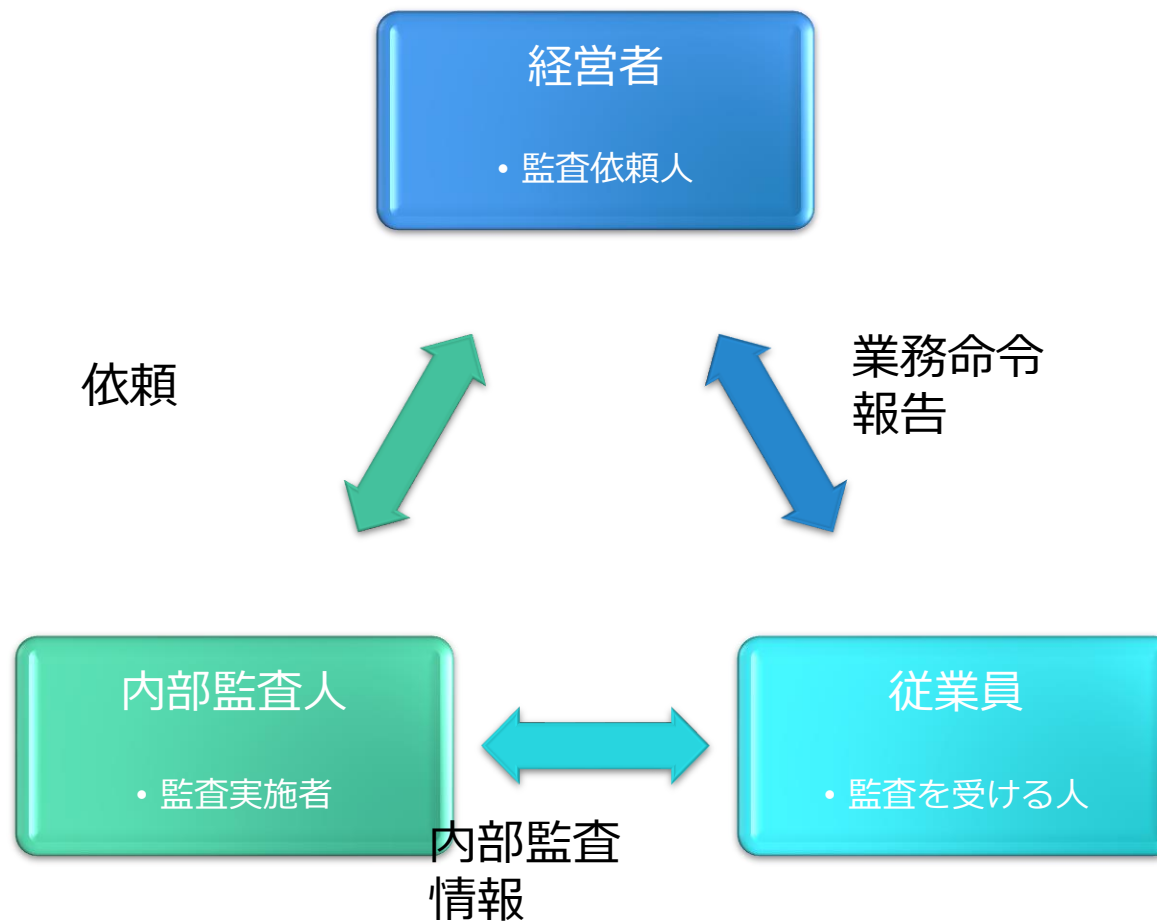 経営者
• 監査依頼人
依頼
業務命令
報告
内部監査人
• 監査実施者
従業員
• 監査を受ける人
内部監査
情報